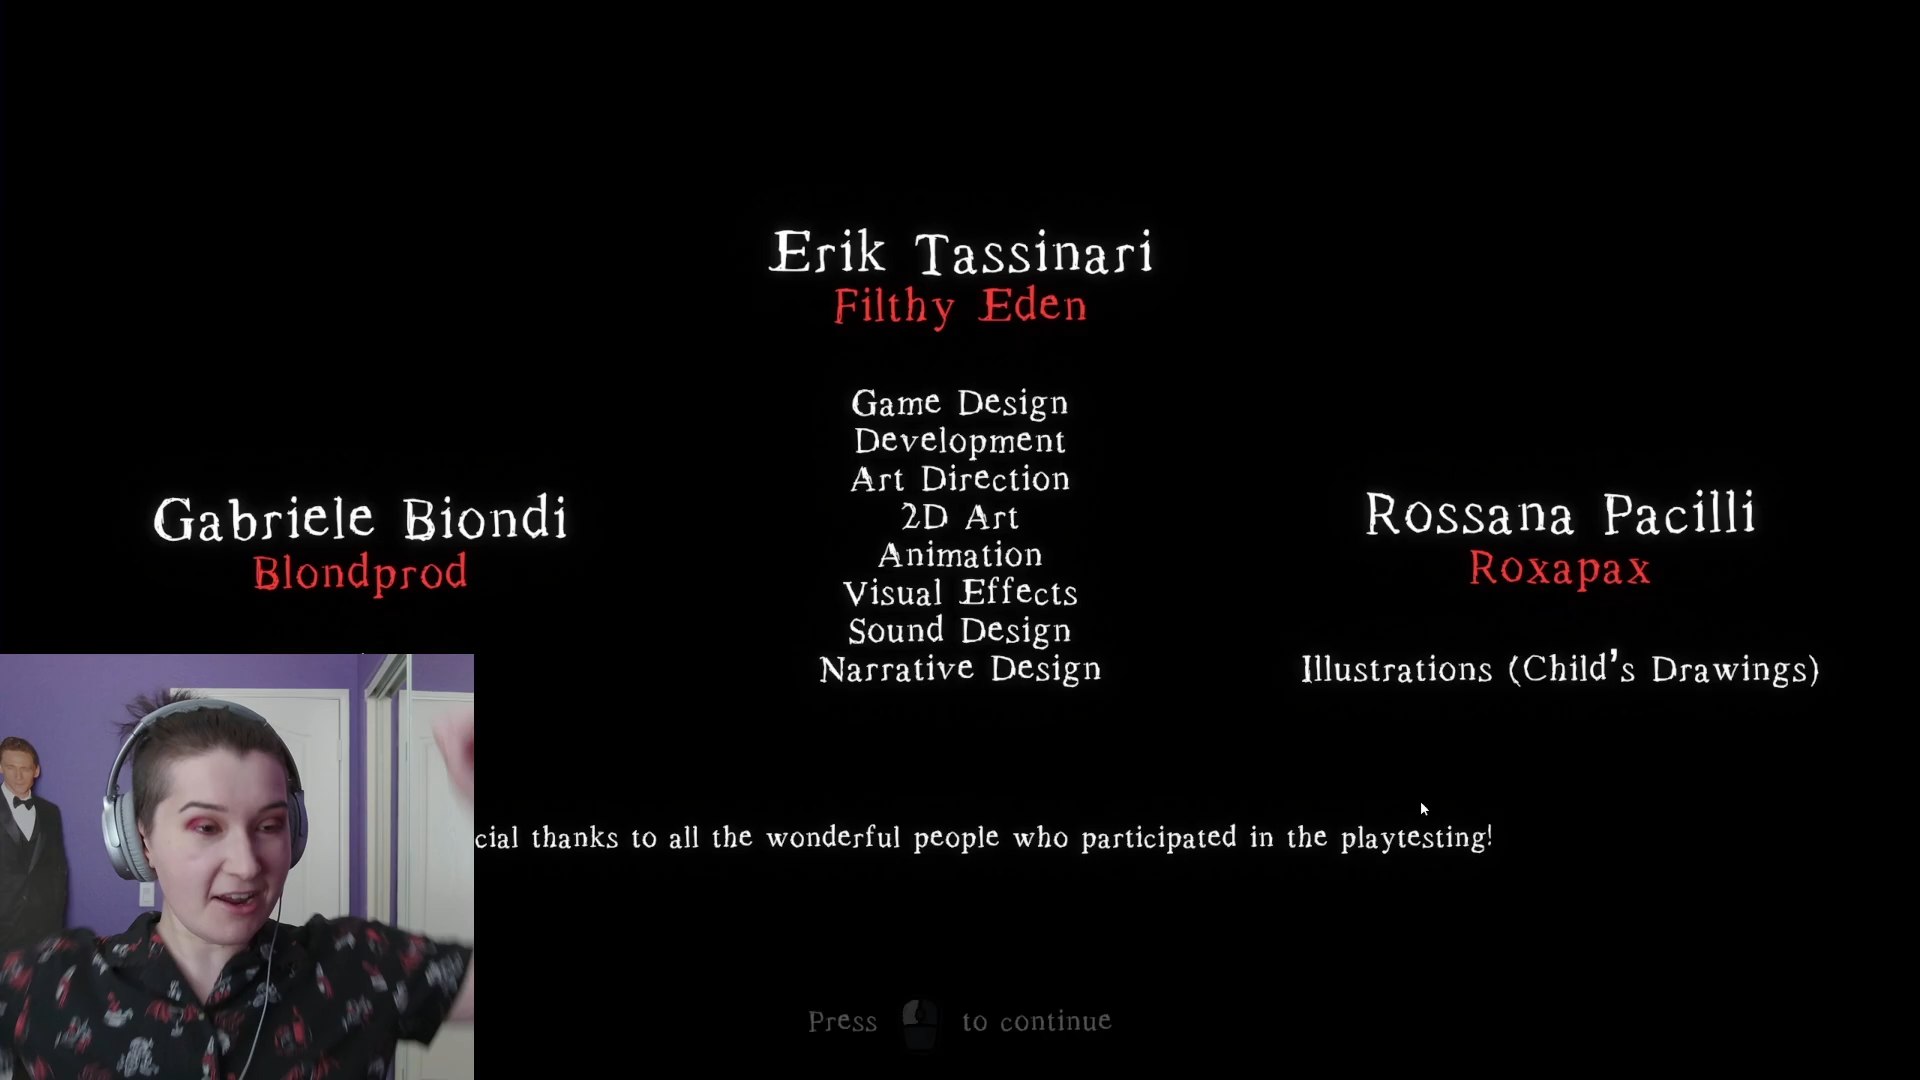 Erik Tassinari
Filthy Eden
Game Design
Development
Art Direction
2D Art
Animation
Visual Effects
Sound Design
Narrative Design
Gabriele Biondi
Blondprod
Rossana Pacilli
Roxapax
Illustrations (Child's Drawings)
thanks to all the wonderful people who participated in the playtesting!
Press to continue